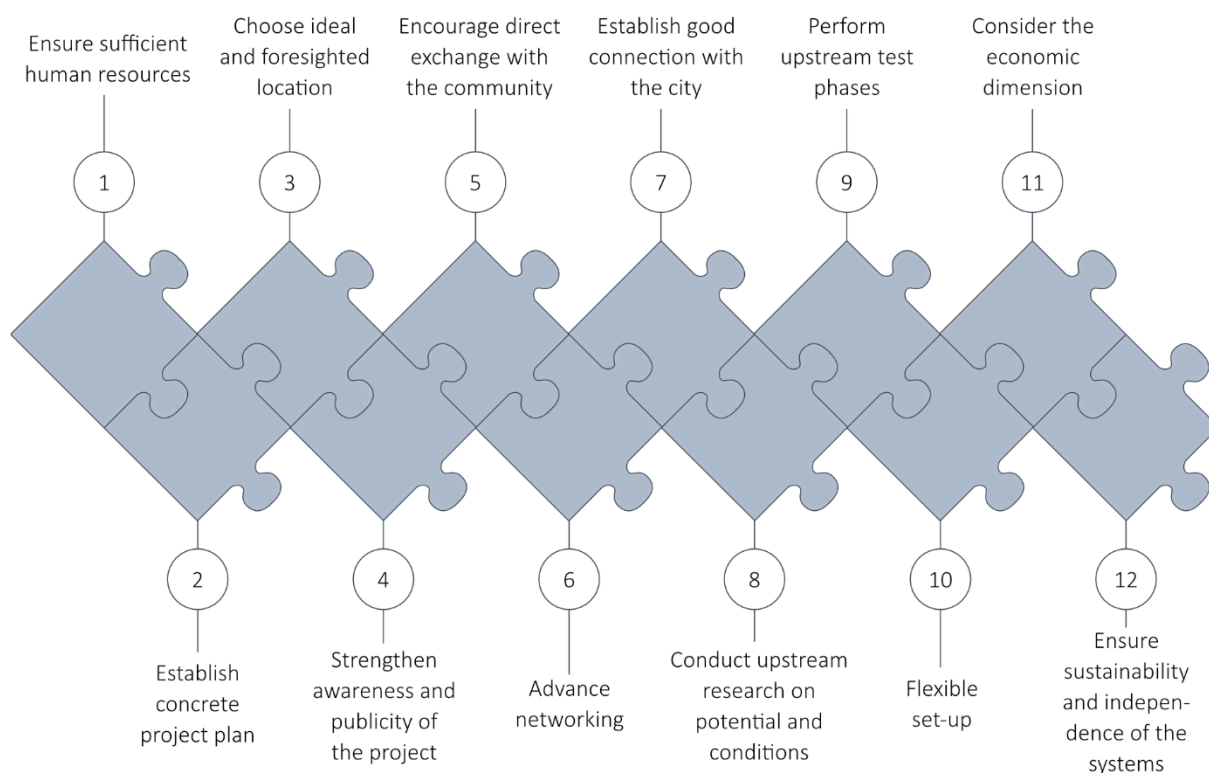 Ensure sufficient
human resources
1
Choose ideal
and foresighted
location
3
Encourage direct
exchange with
the community
5
Establish good
connection with
the city
7
Perform
upstream test
phases
9
Consider the
economic
dimension
11
2
Establish
concrete
project plan
4
Strengthen
awareness and
publicity of
the project
6
Advance
networking
8
Conduct upstream
research on
potential and
conditions
10
Flexible
set-up
12
Ensure
sustainability
and indepen-
dence of the
systems